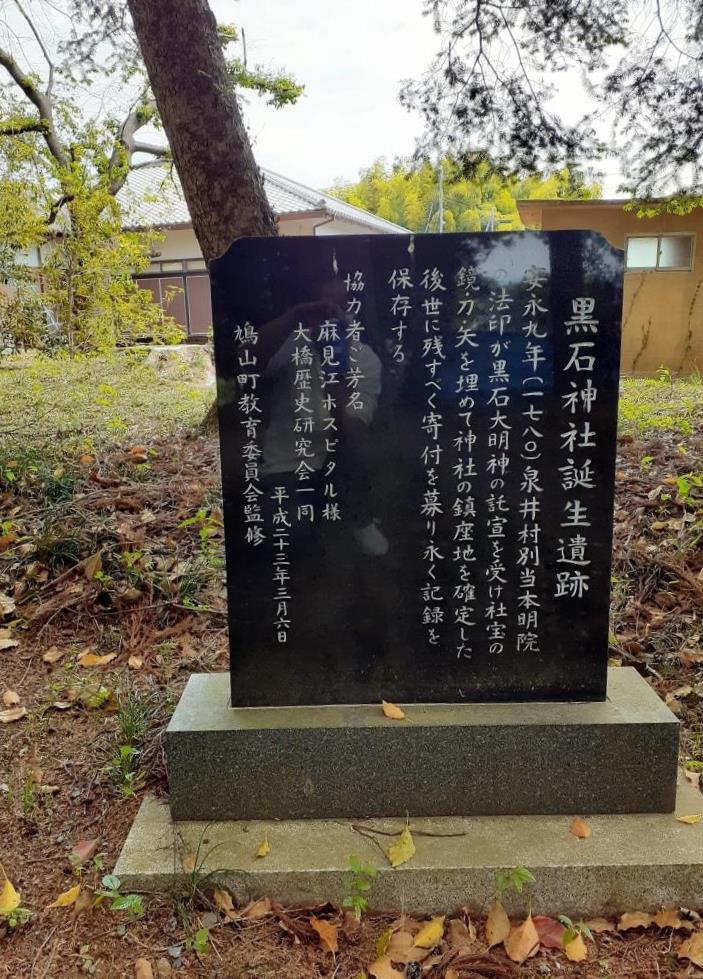 黒石神社誕生遺跡
安永九年(一七八〇)泉井村別当本明院
の法印が黒石大明神の託宣を受け社宝の
鏡・刀・矢を埋めて神社の鎮座地を確定した
後世に残すべく寄付を募り永く記録を
保存する
協力者ご芳名
麻見江ホスピタル様
大橋歴史研究会一同
平成二十三年三月六日
鳩山町教育委員会監修